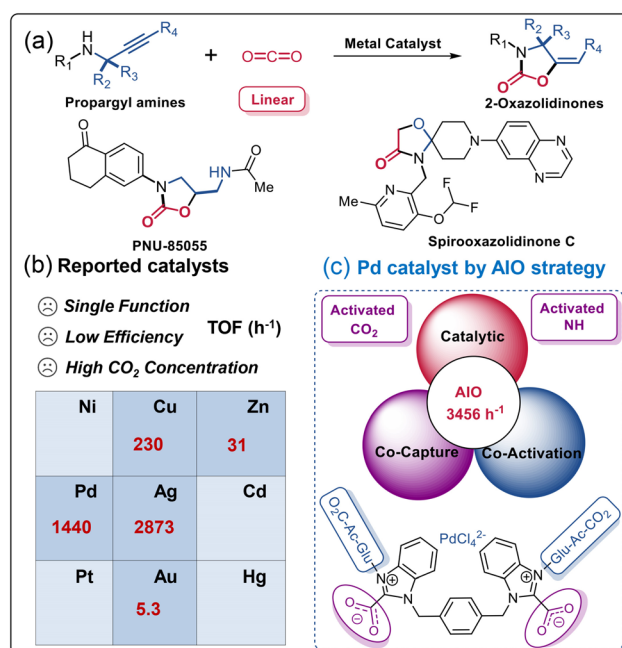 (a)
R1 N H R2 R3 R4
+
O=C=O
Metal Catalyst
R1 N R2 R3 R4 O O
Propargyl amines
Linear
2-Oxazolidinones
O N O O HN O Me
PNU-85055
O O N N N N Me N O F F
Spirooxazolidinone C
(b) Reported catalysts
Single Function
Low Efficiency
High CO2 Concentration
TOF (h-1)
Ni Cu Zn
230 31
Pd Ag Cd
1440 2873
Pt Au Hg
5.3
(c) Pd catalyst by AIO strategy
Activated
CO2
Activated
NH
Catalytic
AIO
3456 h-1
Co-Capture
Co-Activation
O2C-Ac-Glu
PdCl4 2-
Glu-Ac-CO2
N N O O
N N O O